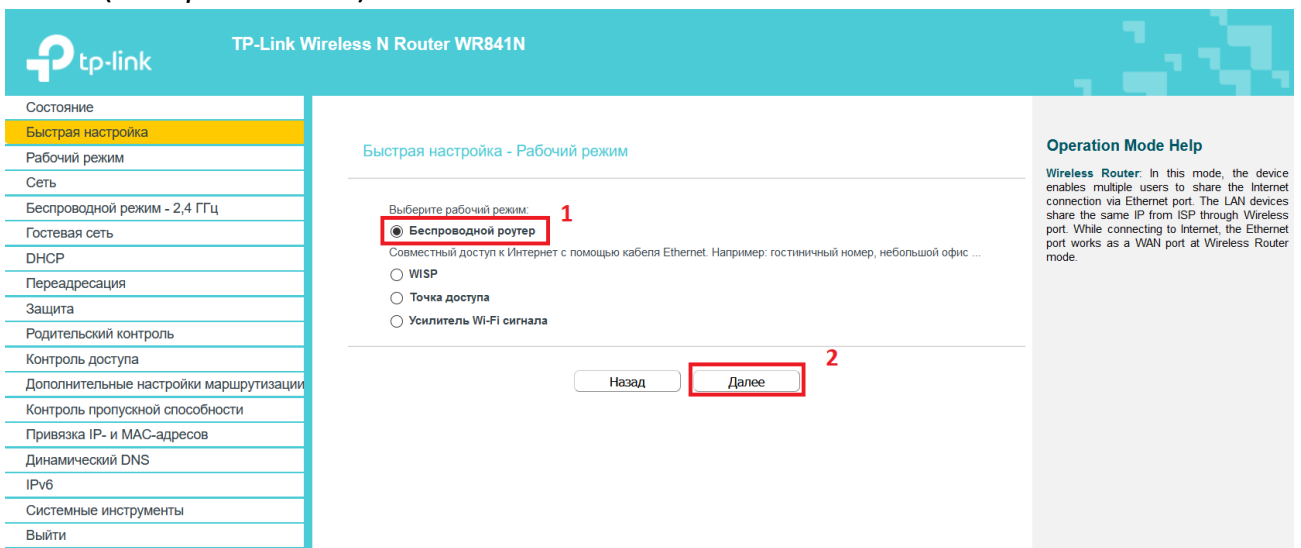 tp-link
TP-Link Wireless N Router WR841N
Состояние
Быстрая настройка
Рабочий режим
Сеть
Беспроводной режим - 2,4 ГГц
Гостевая сеть
DHCP
Переадресация
Защита
Родительский контроль
Контроль доступа
Дополнительные настройки маршрутизации
Контроль пропускной способности
Привязка IP- и MAC-адресов
Динамический DNS
IPv6
Системные инструменты
Выйти
Быстрая настройка - Рабочий режим
Выберите рабочий режим:
1
Беспроводной роутер
Совместный доступ к Интернет с помощью кабеля Ethernet. Например: гостиничный номер, небольшой офис ...
WISP
Точка доступа
Усилитель Wi-Fi сигнала
2
Назад
Далее
Operation Mode Help
Wireless Router: In this mode, the device
enables multiple users to share the Internet
connection via Ethernet port. The LAN devices
share the same IP from ISP through Wireless
port. While connecting to Internet, the Ethernet
port works as a WAN port at Wireless Router
mode.